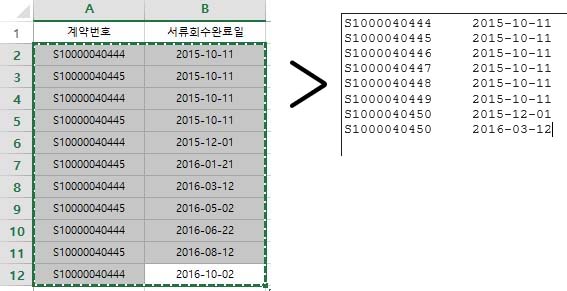 A B
1 계약번호 서류회수완료일
2 S10000040444 2015-10-11
3 S10000040445 2015-10-11
4 S10000040444 2015-10-11
5 S10000040445 2015-10-11
6 S10000040444 2015-12-01
7 S10000040445 2016-01-21
8 S10000040444 2016-03-12
9 S10000040445 2016-05-02
10 S10000040444 2016-06-22
11 S10000040445 2016-08-12
12 S10000040444 2016-10-02
S1000040444 2015-10-11
S1000040445 2015-10-11
S1000040446 2015-10-11
S1000040447 2015-10-11
S1000040448 2015-10-11
S1000040449 2015-10-11
S1000040450 2015-12-01
S1000040450 2016-03-12